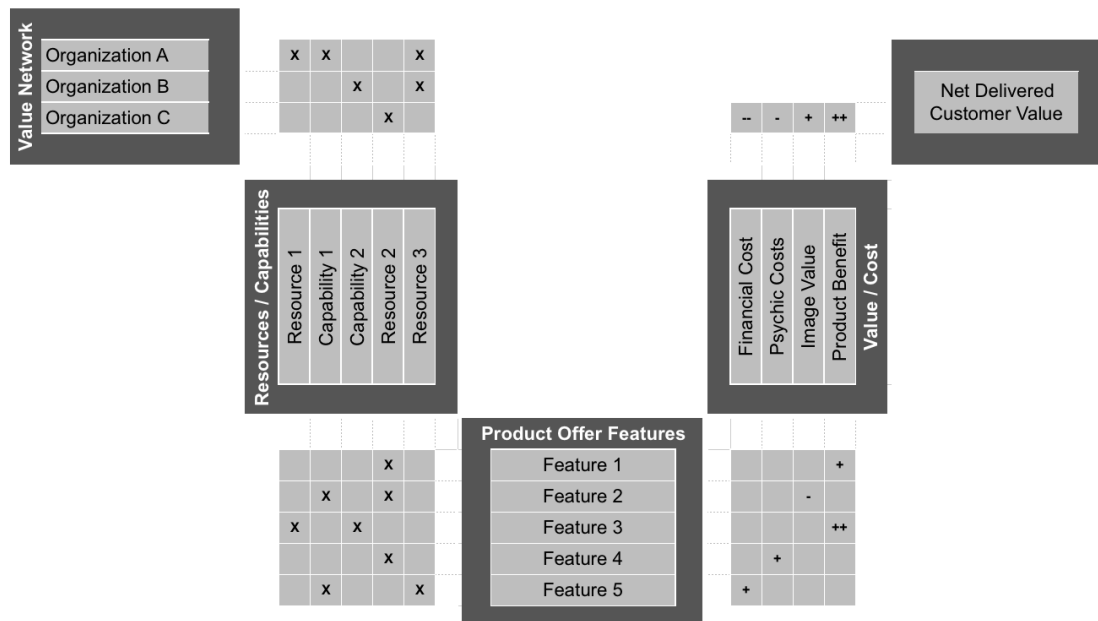 Value Network
Organization A
Organization B
Organization C
X X X
X X
X
-- - + ++
Net Delivered
Customer Value
Resources / Capabilities
Resource 1
Capability 1
Capability 2
Resource 2
Resource 3
Financial Cost
Psychic Costs
Image Value
Product Benefit
Value / Cost
Product Offer Features
X
Feature 1
+
X X
Feature 2
-
X X
Feature 3
++
X
Feature 4
+
X X
Feature 5
+